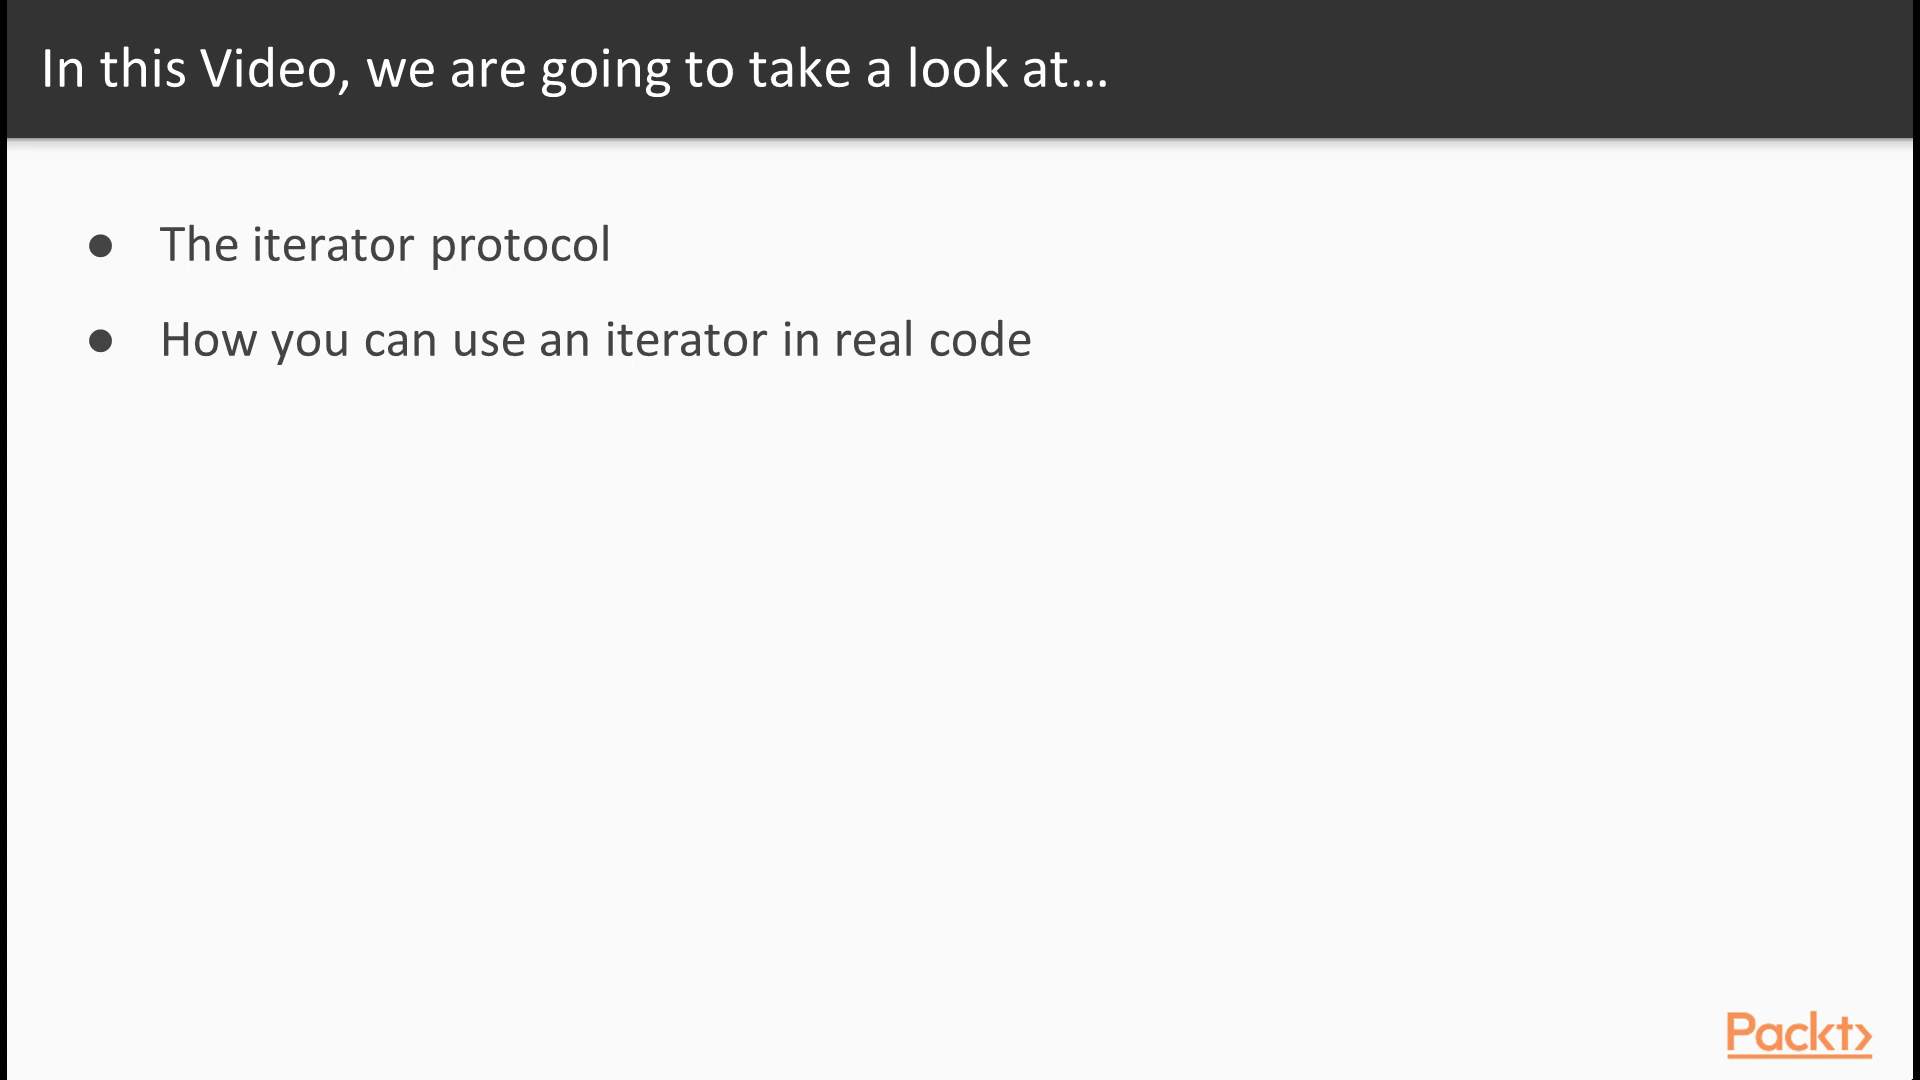 In this Video, we are going to take a look at...
● The iterator protocol
● How you can use an iterator in real code
Packt>